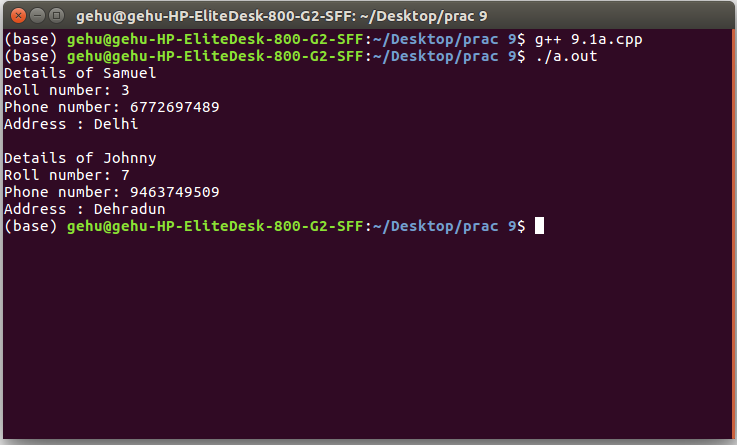 gehu@gehu-HP-EliteDesk-800-G2-SFF: ~/Desktop/prac 9
(base) gehu@gehu-HP-EliteDesk-800-G2-SFF:~/Desktop/prac 9$ g++ 9.1a.cpp
(base) gehu@gehu-HP-EliteDesk-800-G2-SFF:~/Desktop/prac 9$ ./a.out
Details of Samuel
Roll number: 3
Phone number: 6772697489
Address : Delhi

Details of Johnny
Roll number: 7
Phone number: 9463749509
Address : Dehradun
(base) gehu@gehu-HP-EliteDesk-800-G2-SFF:~/Desktop/prac 9$